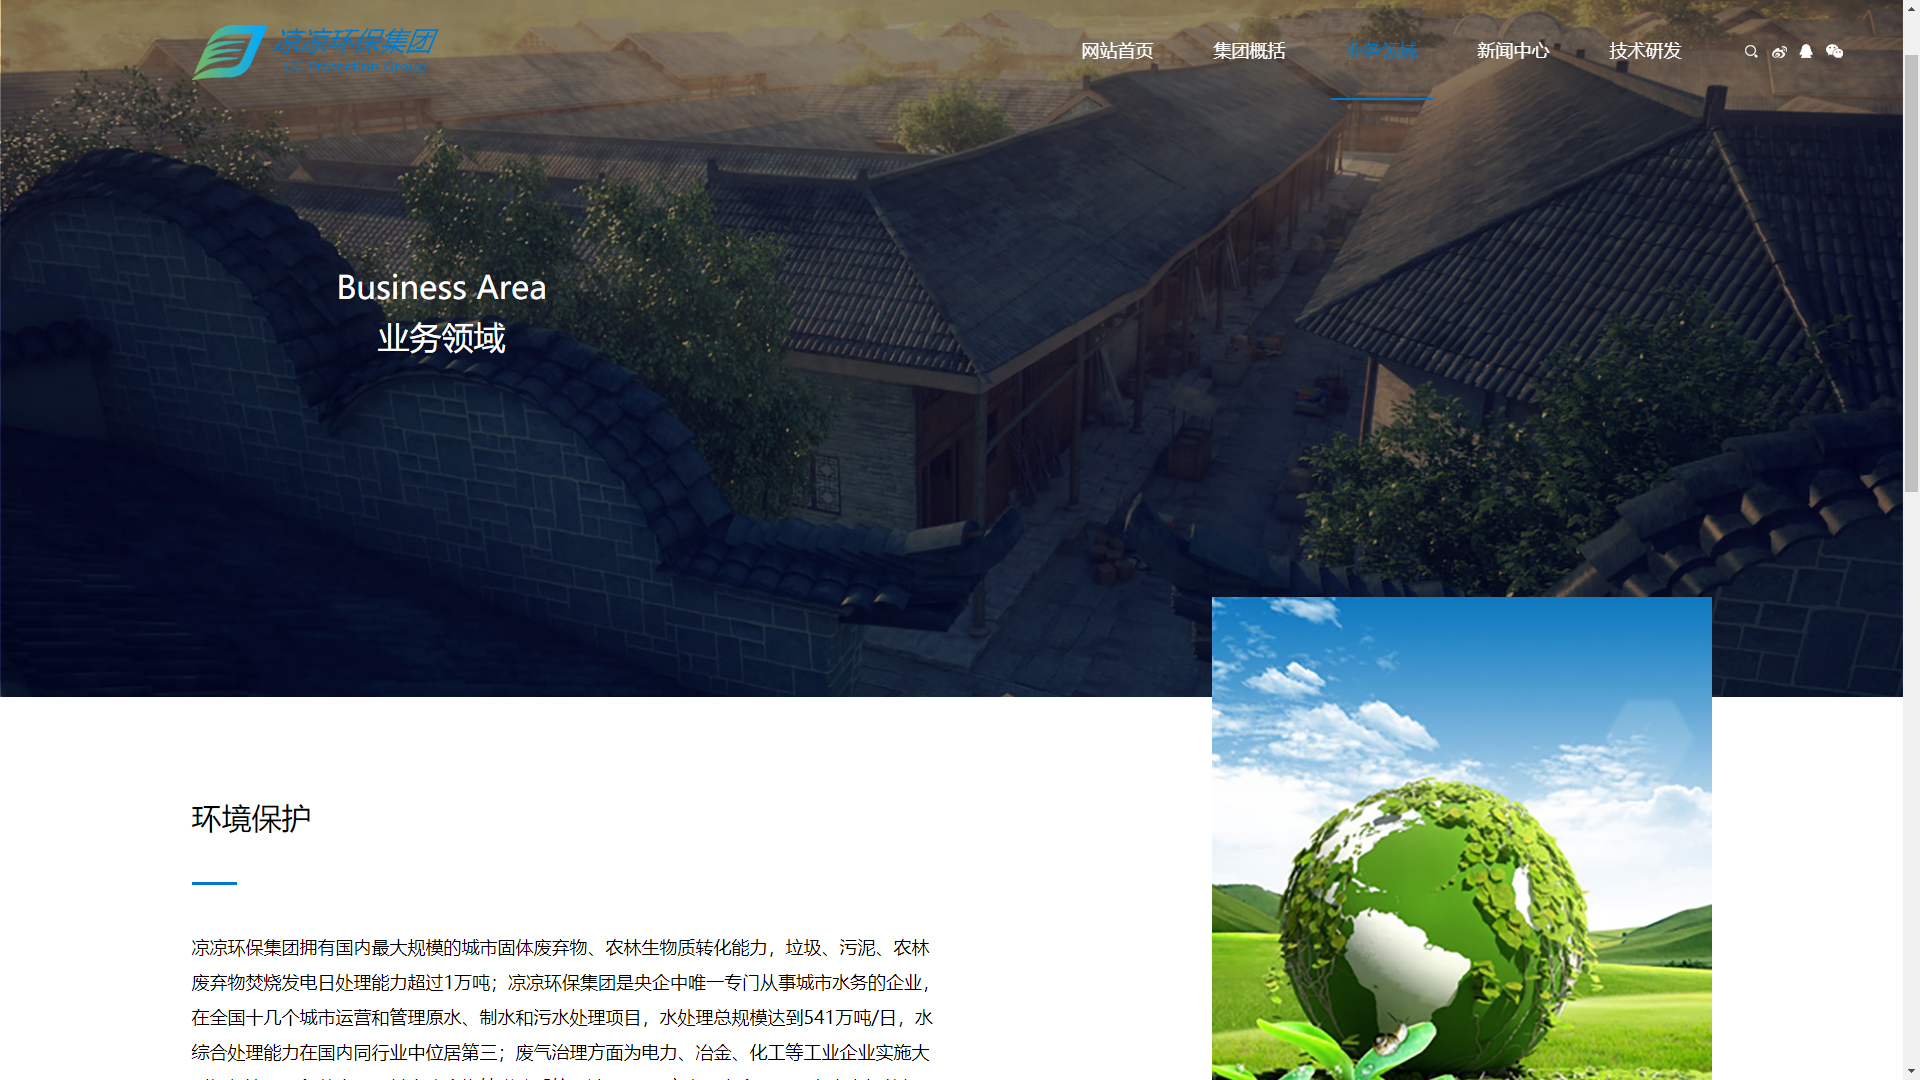 凉凉环保集团
CC Protection Group
网站首页 集团概括 业务领域 新闻中心 技术研发
Business Area
业务领域
环境保护
凉凉环保集团拥有国内最大规模的城市固体废弃物、农林生物质转化能力，垃圾、污泥、农林
废弃物焚烧发电日处理能力超过1万吨；凉凉环保集团是央企中唯一专门从事城市水务的企业，
在全国十几个城市运营和管理原水、制水和污水处理项目，水处理总规模达到541万吨/日，水
综合处理能力在国内同行业中位居第三；废气治理方面为电力、冶金、化工等工业企业实施大